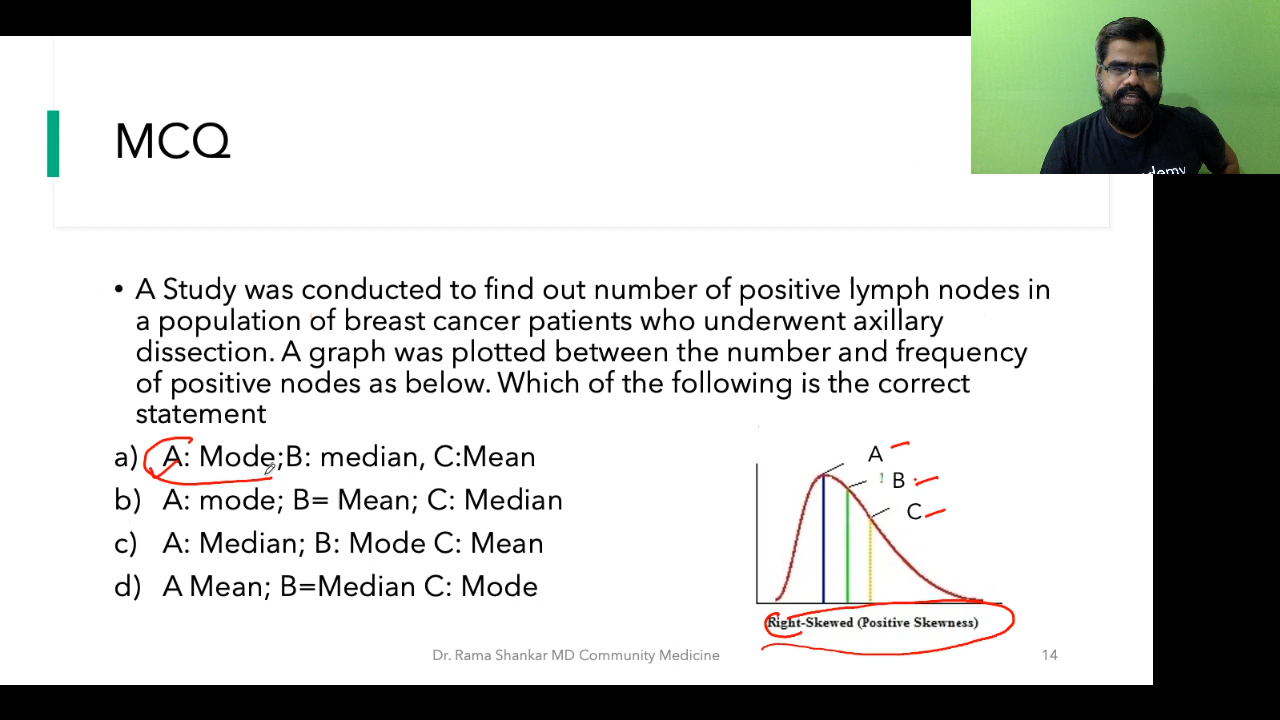 MCQ
• A Study was conducted to find out number of positive lymph nodes in
a population of breast cancer patients who underwent axillary
dissection. A graph was plotted between the number and frequency
of positive nodes as below. Which of the following is the correct
statement
a) A: Mode;B: median, C:Mean
b) A: mode; B= Mean; C: Median
c) A: Median; B: Mode C: Mean
d) A Mean; B=Median C: Mode
A
B
C
Right-Skewed (Positive Skewness)
Dr. Rama Shankar MD Community Medicine
14